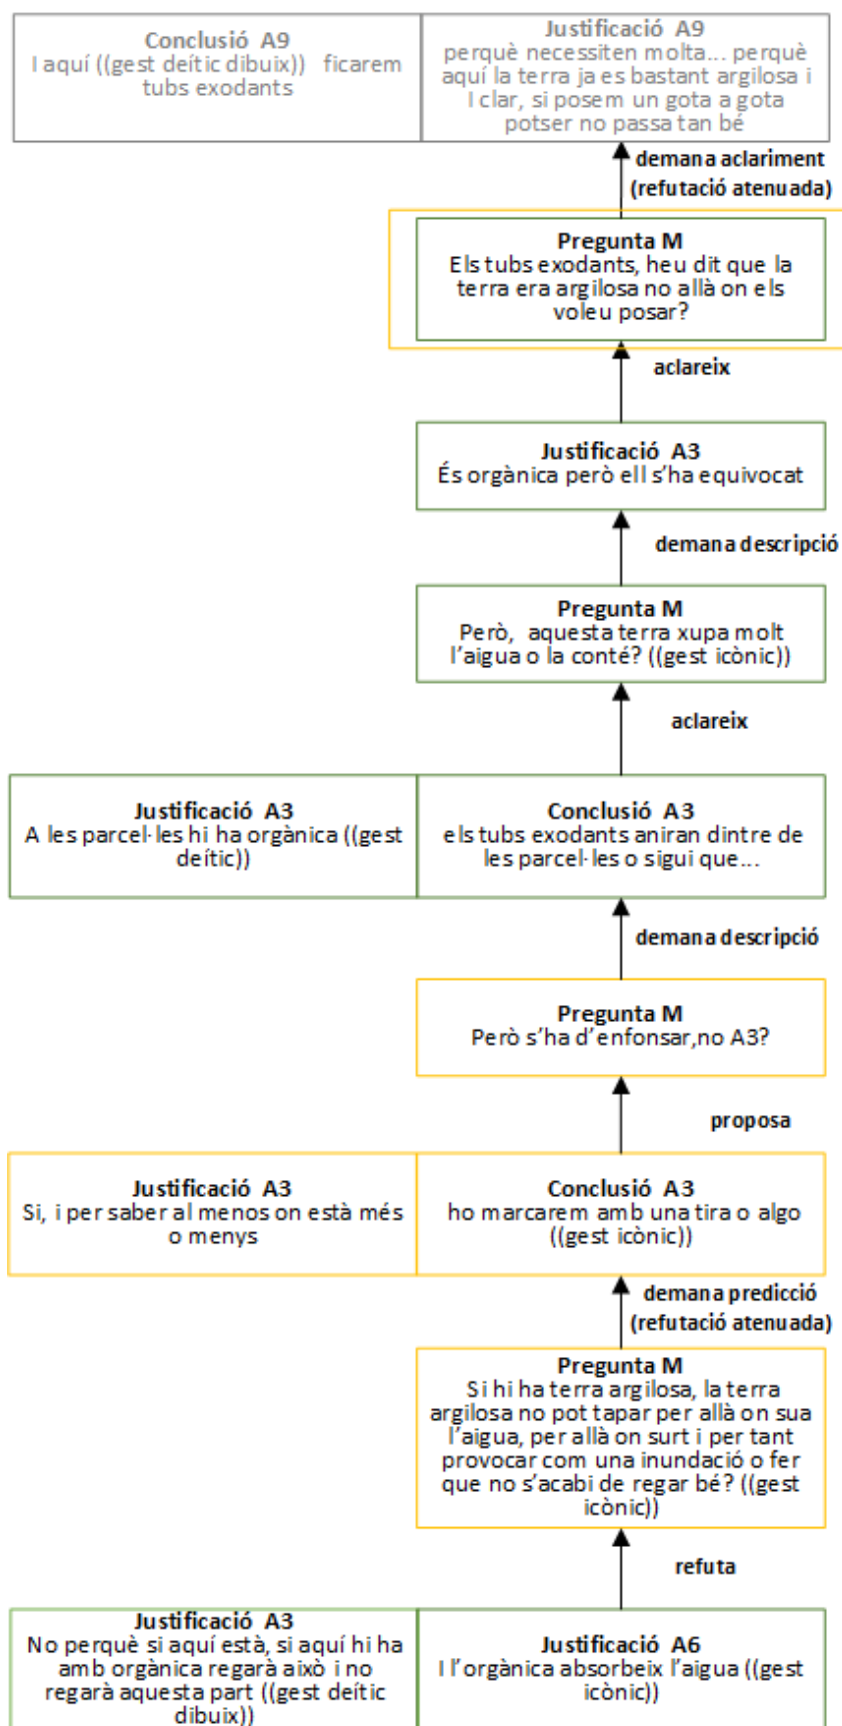 Conclusió A9
I aquí ((gest deític dibuix)) ficarem
tubs exodants
Justificació A9
perquè necessiten molta... perquè
aquí la terra ja es bastant argilosa i
I clar, si posem un gota a gota
potser no passa tan bé
demana aclariment
(refutació atenuada)
Pregunta M
Els tubs exodants, heu dit que la
terra era argilosa no allà on els
voleu posar?
aclareix
Justificació A3
És orgànica però ell s'ha equivocat
demana descripció
Pregunta M
Però, aquesta terra xupa molt
l'aigua o la conté? ((gest icònic))
aclareix
Justificació A3
A les parcel·les hi ha orgànica ((gest
deític))
Conclusió A3
els tubs exodants aniran dintre de
les parcel·les o sigui que...
demana descripció
Pregunta M
Però s'ha d'enfonsar,no A3?
proposa
Justificació A3
Si, i per saber al menos on està més
o menys
Conclusió A3
ho marcarem amb una tira o algo
((gest icònic))
demana predicció
(refutació atenuada)
Pregunta M
Si hi ha terra argilosa, la terra
argilosa no pot tapar per allà on sua
l'aigua, per allà on surt i per tant
provocar com una inundació o fer
que no s'acabi de regar bé? ((gest
icònic))
refuta
Justificació A3
No perquè si aquí està, si aquí hi ha
amb orgànica regarà això i no
regarà aquesta part ((gest deític
dibuix))
Justificació A6
I l'orgànica absorbeix l'aigua ((gest
icònic))